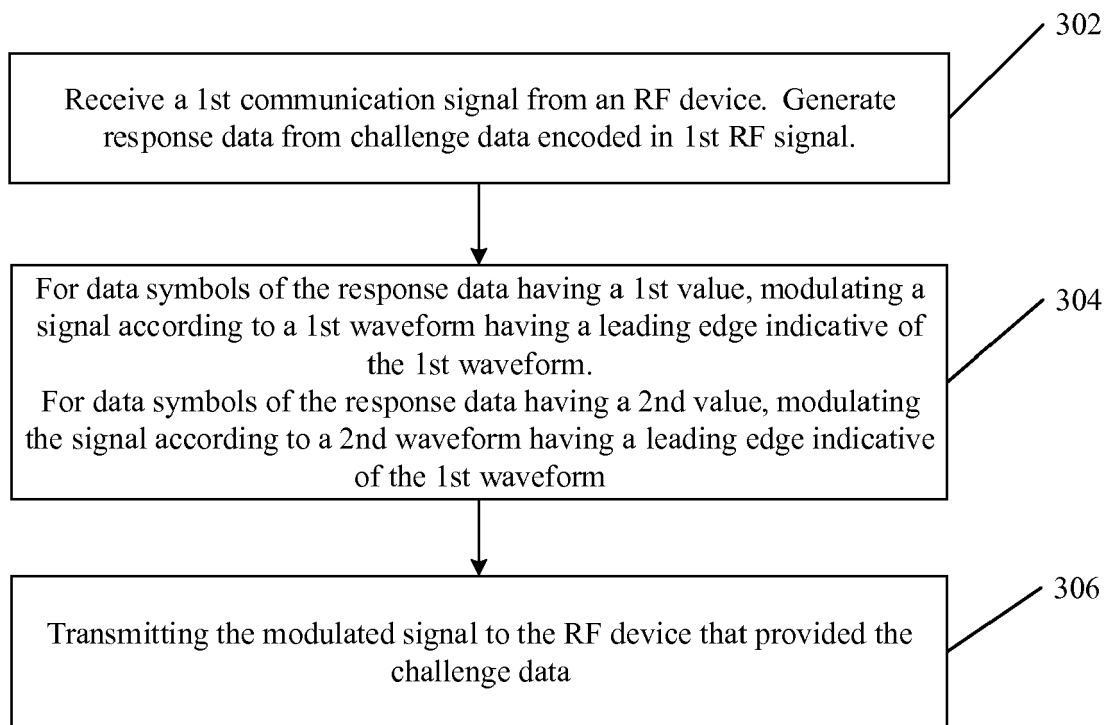 302
Receive a 1st communication signal from an RF device.  Generate
response data from challenge data encoded in 1st RF signal.
For data symbols of the response data having a 1st value, modulating a
signal according to a 1st waveform having a leading edge indicative of
the 1st waveform.
For data symbols of the response data having a 2nd value, modulating
the signal according to a 2nd waveform having a leading edge indicative
of the 1st waveform
304
Transmitting the modulated signal to the RF device that provided the
challenge data
306